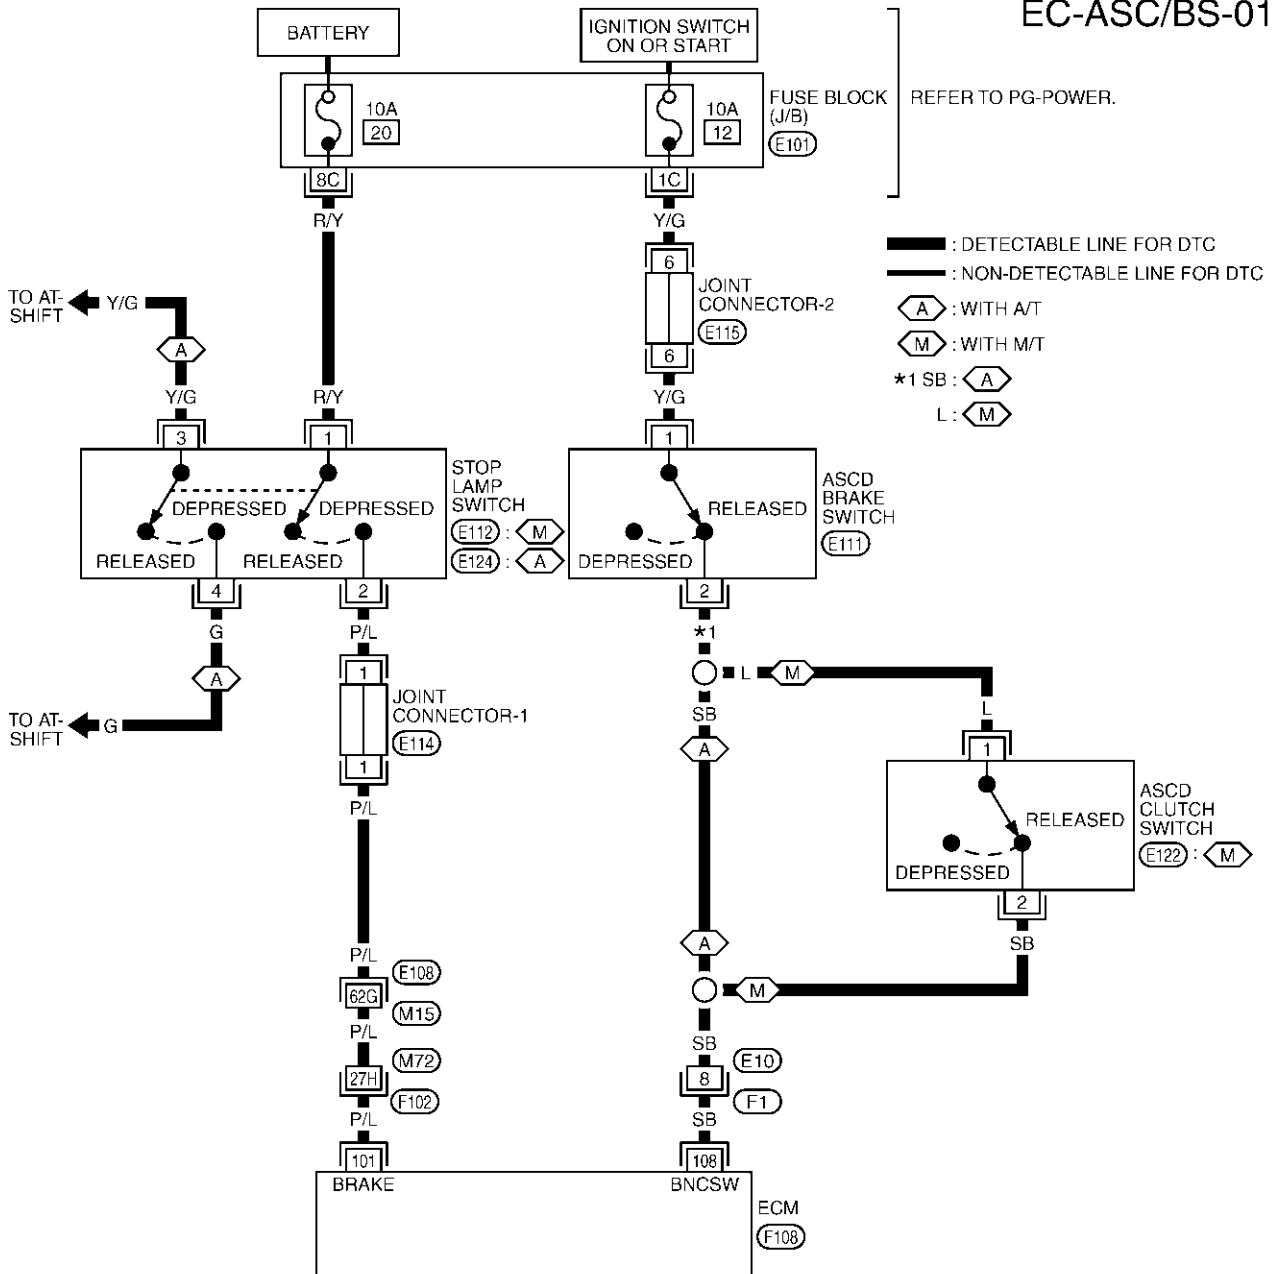 EC-ASC/BS-01
BATTERY
IGNITION SWITCH
ON OR START
10A
20
10A
12
FUSE BLOCK
(J/B)
E101
REFER TO PG-POWER.
8C
1C
R/Y
Y/G
6
JOINT
CONNECTOR-2
E115
6
: DETECTABLE LINE FOR DTC
: NON-DETECTABLE LINE FOR DTC
A : WITH A/T
M : WITH M/T
*1 SB : A
L : M
TO AT-
SHIFT
Y/G
A
Y/G
R/Y
Y/G
3
1
1
DEPRESSED
DEPRESSED
RELEASED
RELEASED
STOP
LAMP
SWITCH
E112 : M
E124 : A
RELEASED
DEPRESSED
ASCD
BRAKE
SWITCH
E111
4
2
2
G
P/L
*1
A
TO AT-
SHIFT
G
1
JOINT
CONNECTOR-1
E114
1
P/L
L
M
SB
A
L
1
RELEASED
DEPRESSED
ASCD
CLUTCH
SWITCH
E122 : M
2
SB
A
M
P/L
E108
62G
M15
P/L
M72
27H
F102
P/L
SB
E10
8
F1
SB
101
108
BRAKE
BNCSW
ECM
F108